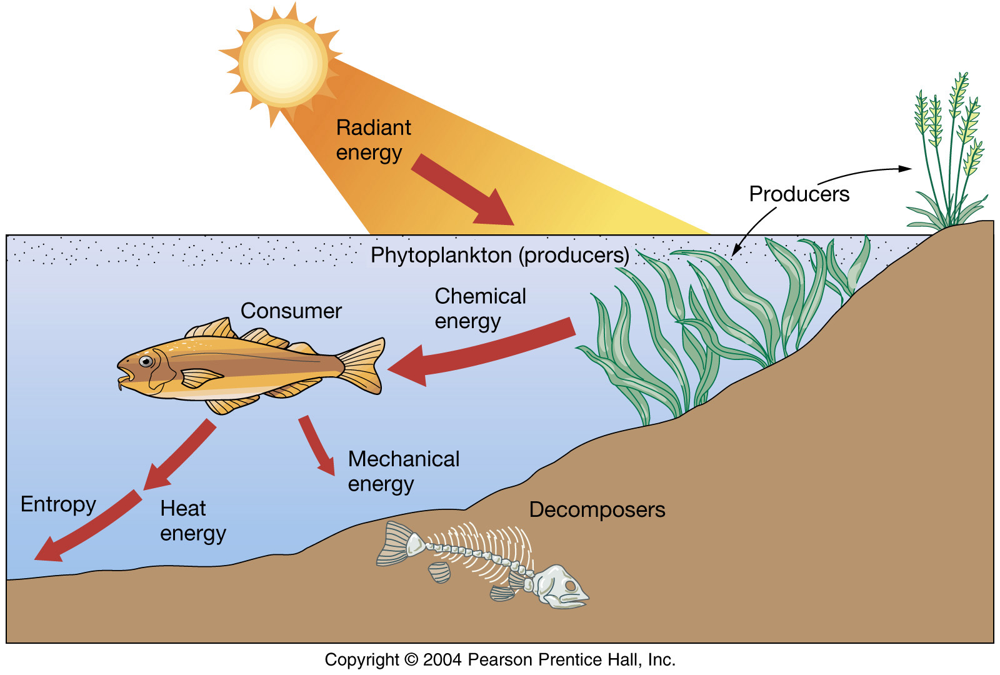 Radiant
energy
Producers
Phytoplankton (producers)
Chemical
energy
Consumer
Mechanical
energy
Entropy
Heat
energy
Decomposers
Copyright © 2004 Pearson Prentice Hall, Inc.